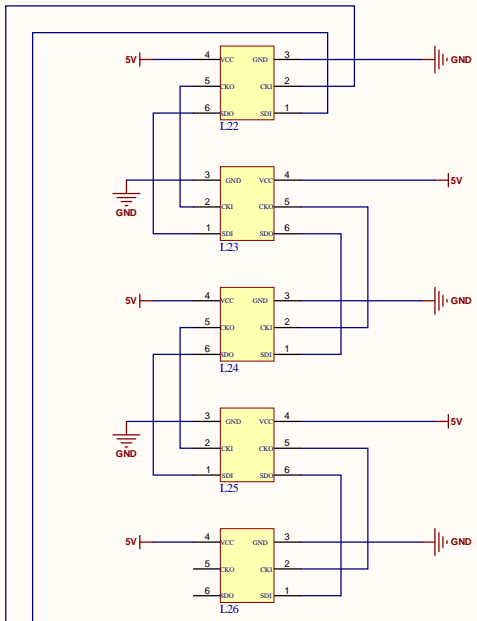 5V 4 VCC GND 3 GND
5 CKO CKI 2
6 SDO SDI 1
L22
3 GND VCC 4 5V
GND 2 CKI CKO 5
1 SDI SDO 6
L23
5V 4 VCC GND 3 GND
5 CKO CKI 2
6 SDO SDI 1
L24
3 GND VCC 4 5V
GND 2 CKI CKO 5
1 SDI SDO 6
L25
5V 4 VCC GND 3 GND
5 CKO CKI 2
6 SDO SDI 1
L26